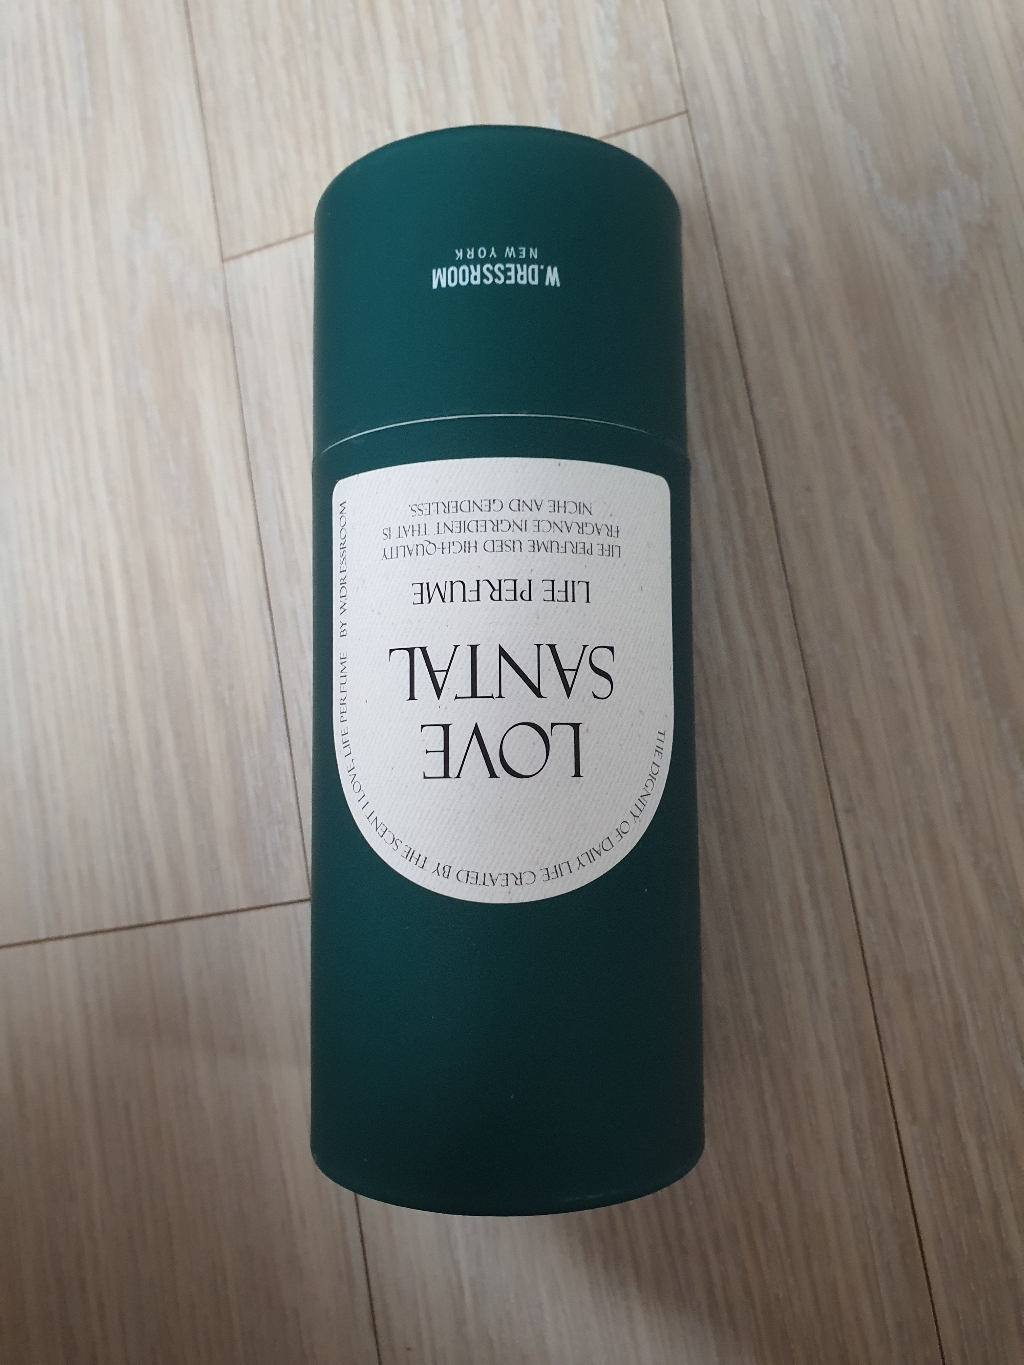 LOVE
SANTAL
LIFE PERFUME
LIFE PERFUME USED HIGH-QUALITY
FRAGRANCE INGREDIENT THAT IS
NICHE AND GENDERLESS.
THE DIGNITY OF DAILY LIFE CREATED BY THE SCENT I LOVE, LIFE PERFUME BY W.DRESSROOM
W.DRESSROOM
NEW YORK